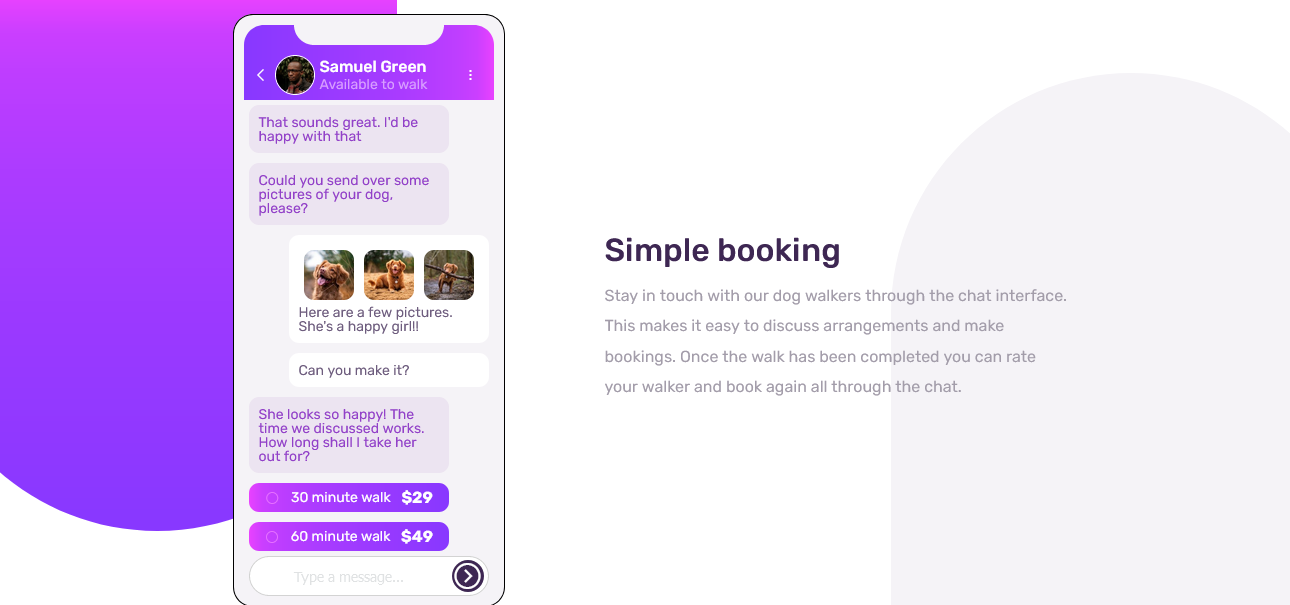 Samuel Green
Available to walk
That sounds great. I'd be
happy with that
Could you send over some
pictures of your dog,
please?
Here are a few pictures.
She's a happy girl!!!
Can you make it?
She looks so happy! The
time we discussed works.
How long shall I take her
out for?
30 minute walk $29
60 minute walk $49
Type a message...
Simple booking
Stay in touch with our dog walkers through the chat interface.
This makes it easy to discuss arrangements and make
bookings. Once the walk has been completed you can rate
your walker and book again all through the chat.